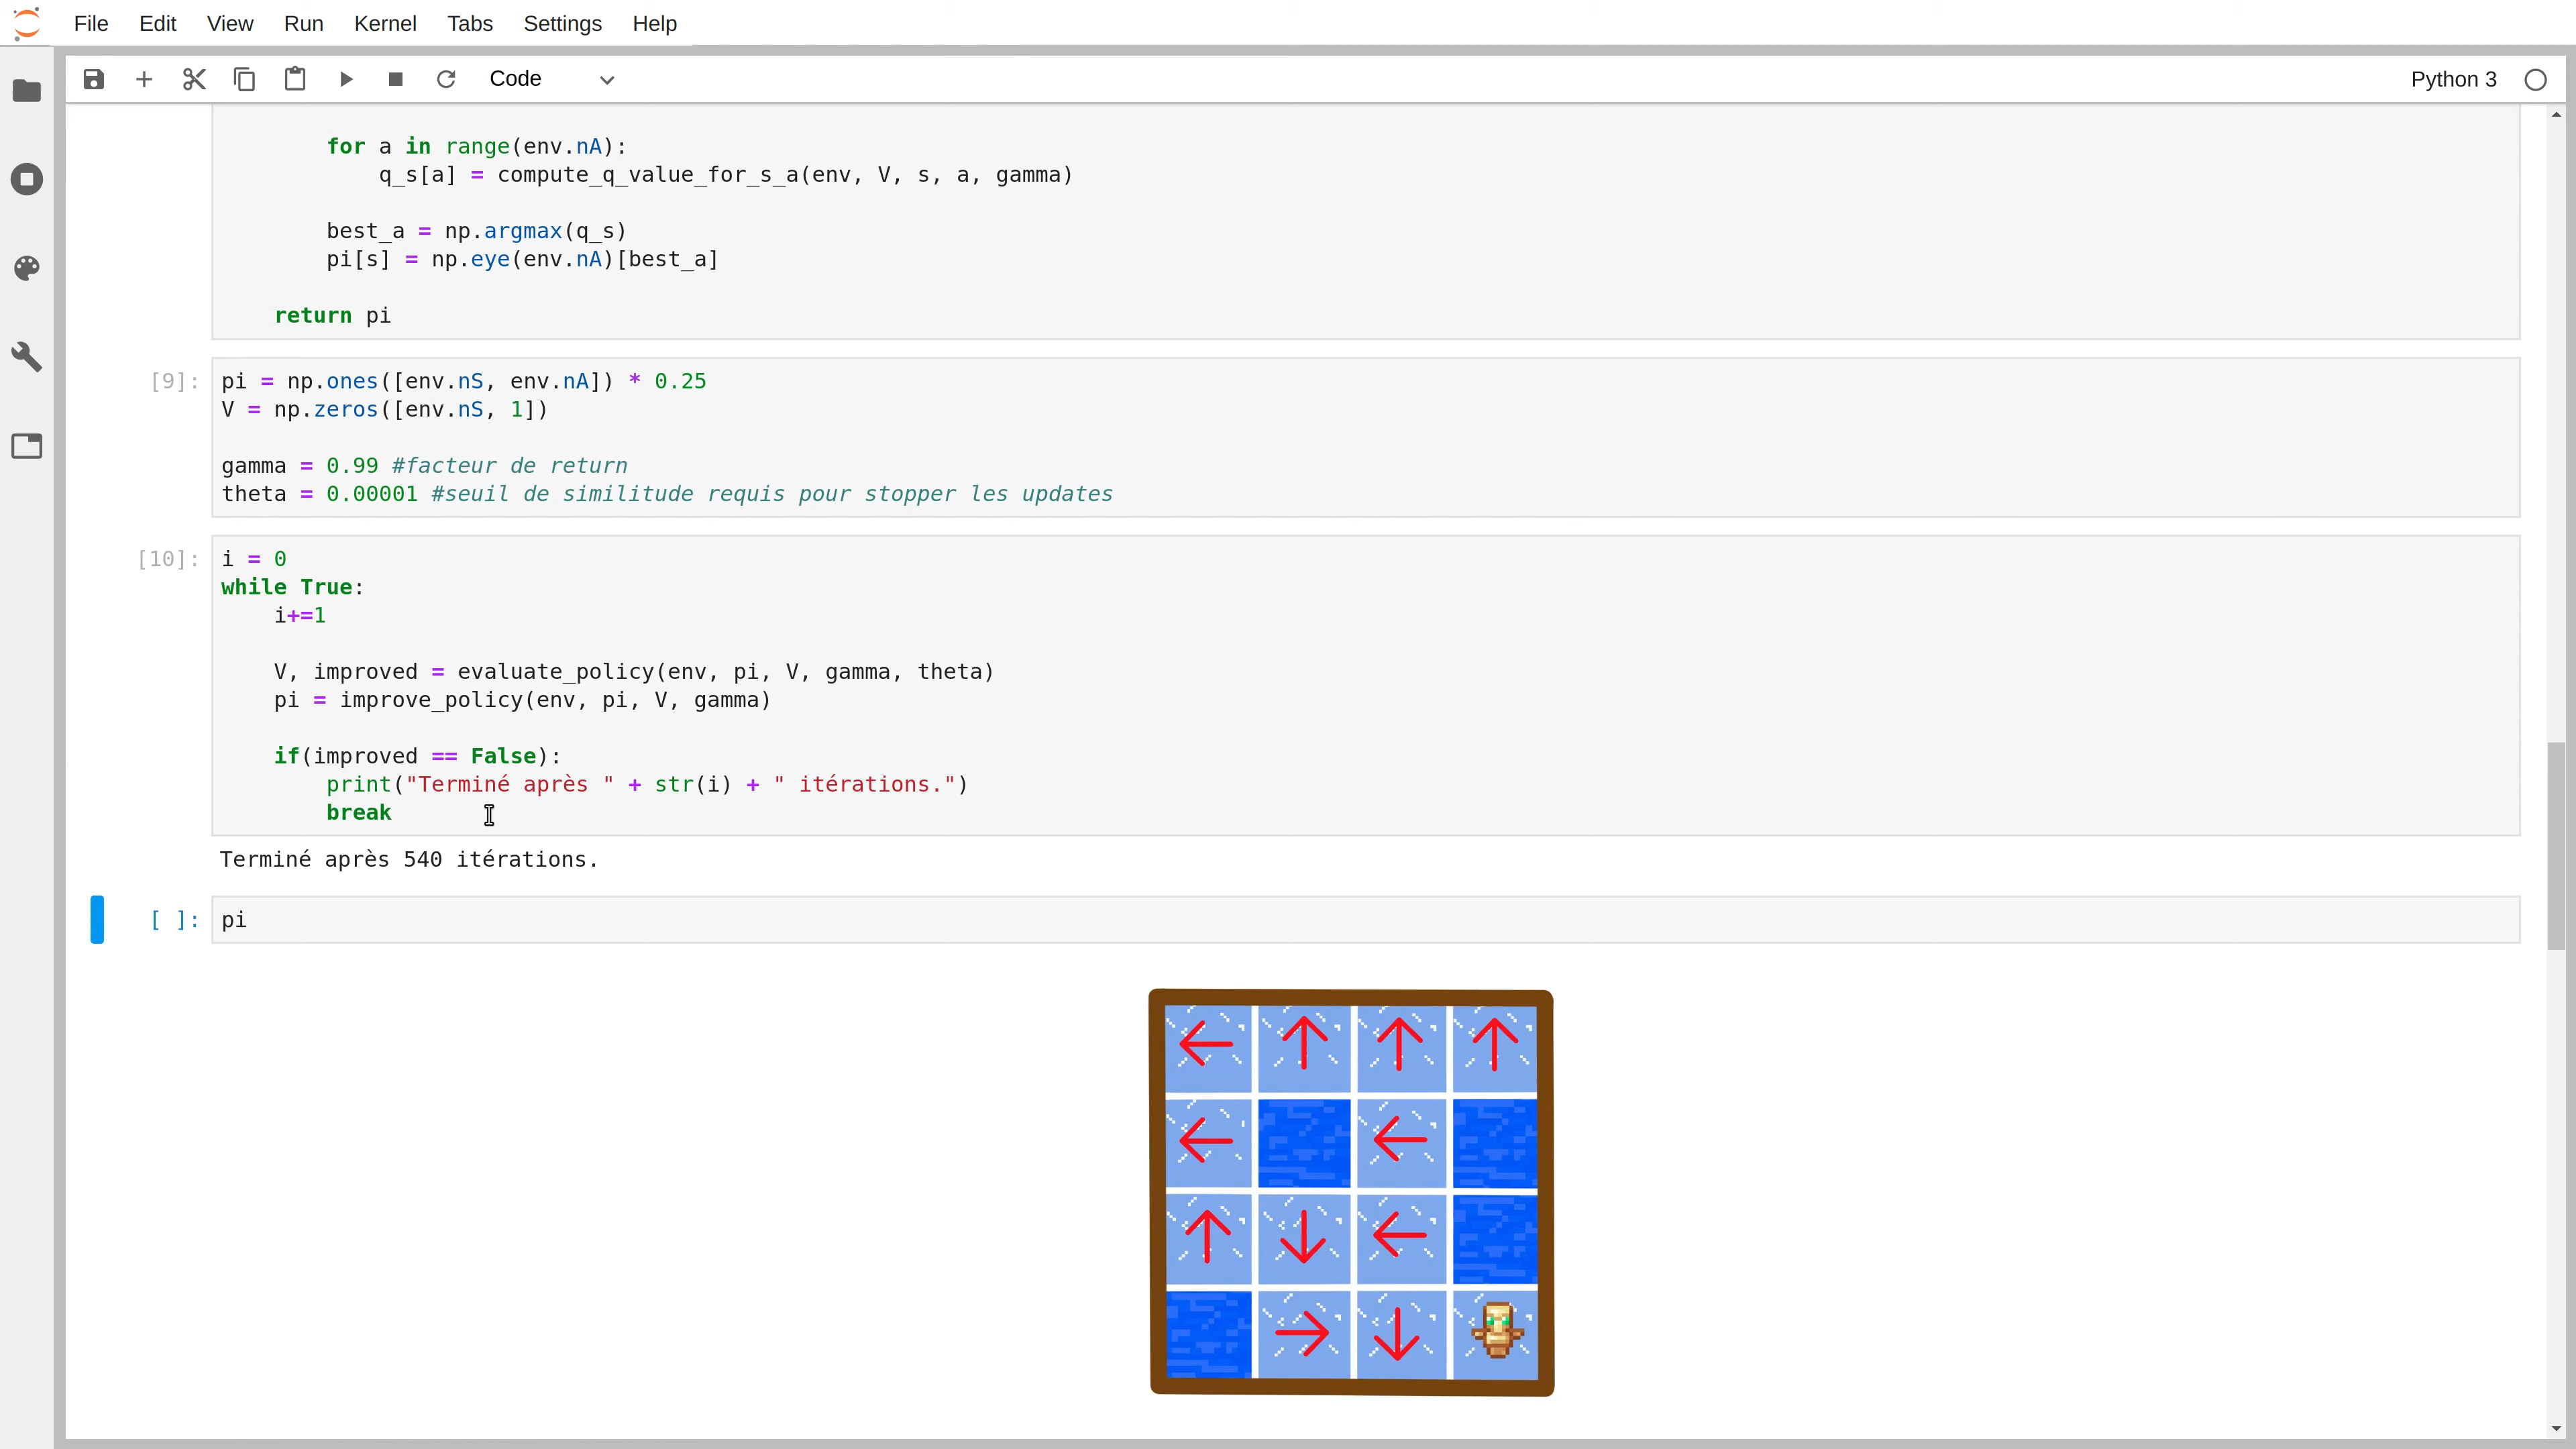 File Edit View Run Kernel Tabs Settings Help
Code Python 3
for a in range(env.nA):
q_s[a] = compute_q_value_for_s_a(env, V, s, a, gamma)
best_a = np.argmax(q_s)
pi[s] = np.eye(env.nA)[best_a]
return pi
[9]: pi = np.ones([env.nS, env.nA]) * 0.25
V = np.zeros([env.nS, 1])
gamma = 0.99 #facteur de return
theta = 0.00001 #seuil de similitude requis pour stopper les updates
[10]: i = 0
while True:
i+=1
V, improved = evaluate_policy(env, pi, V, gamma, theta)
pi = improve_policy(env, pi, V, gamma)
if(improved == False):
print("Terminé après " + str(i) + " itérations.")
break
Terminé après 540 itérations.
[ ]: pi